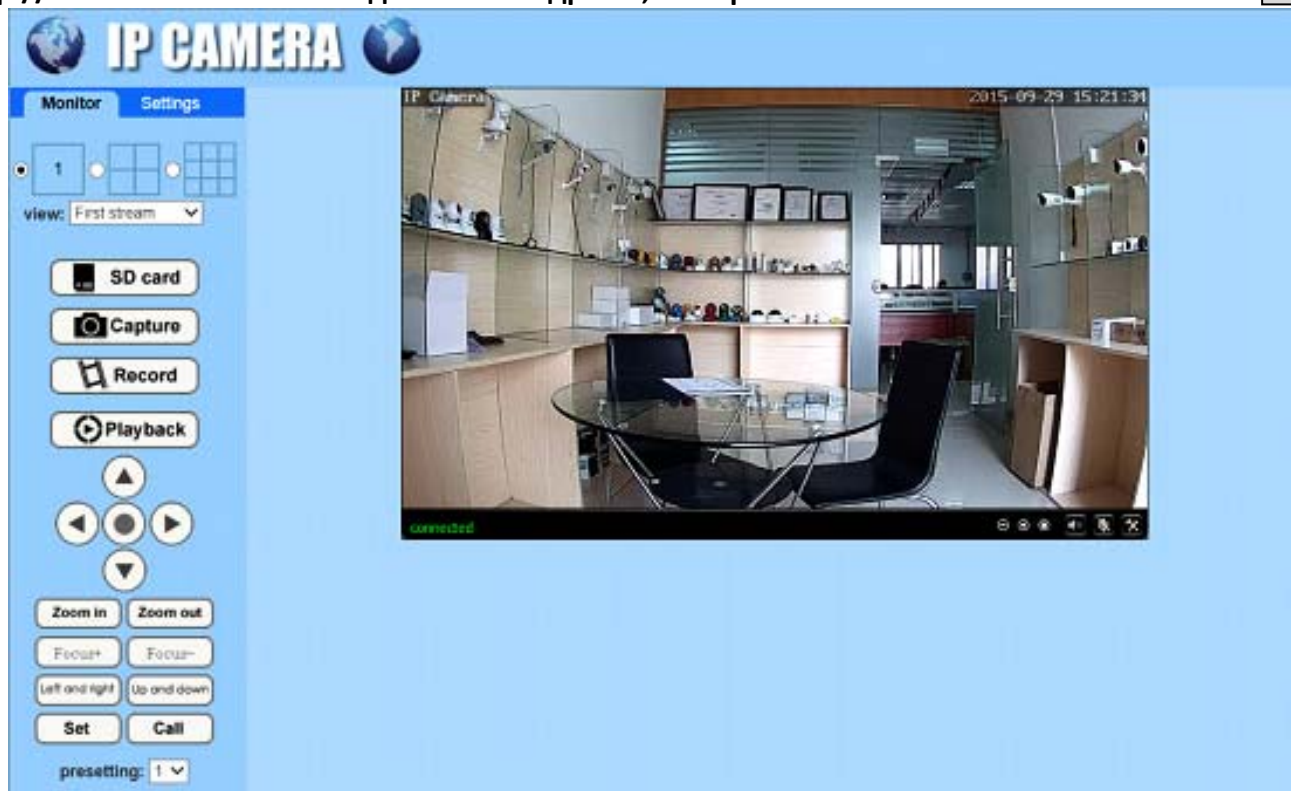 IP CAMERA
Monitor Settings
IP Camera 2015-09-29 15:21:34
1
view: First stream
SD card
Capture
Record
Playback
connected
Zoom in Zoom out
Focus+ Focus-
Left and right Up and down
Set Call
presetting: 1